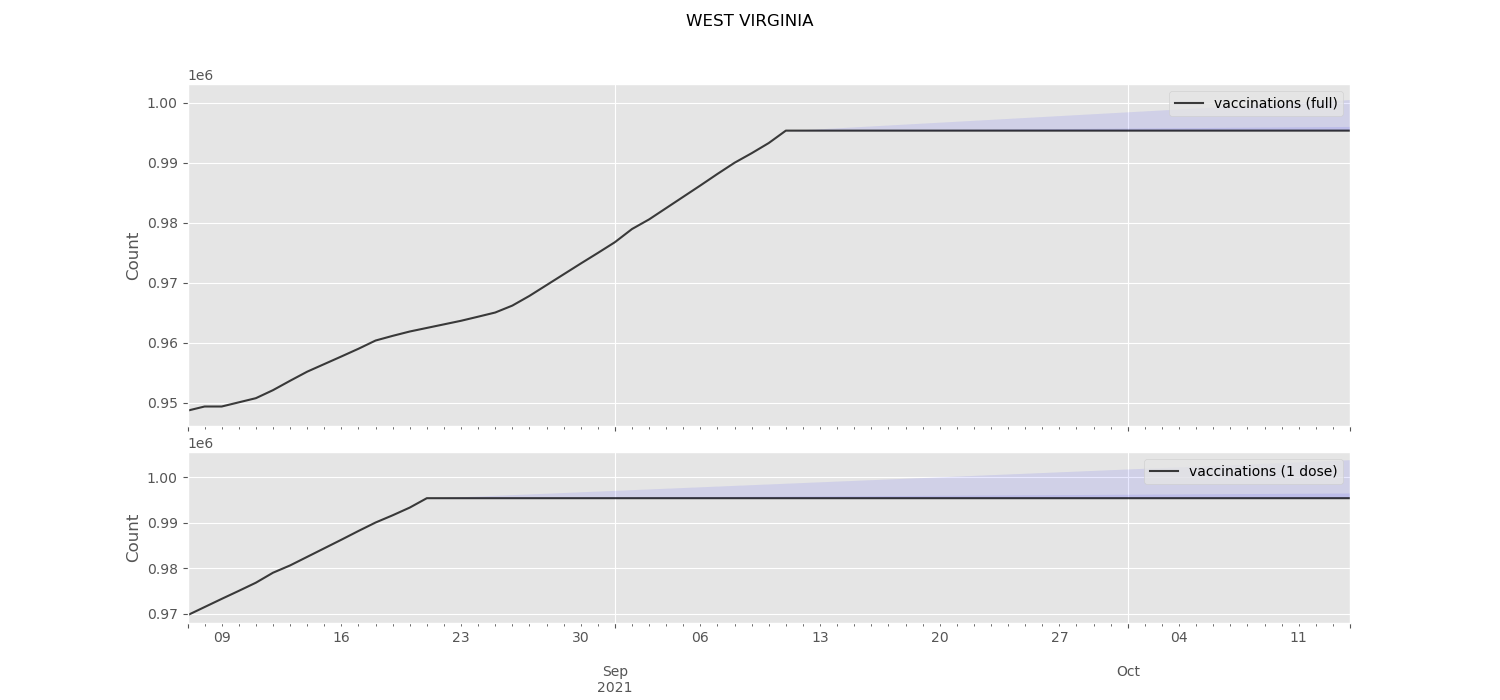 WEST VIRGINIA
1e6
1.00
0.99
0.98
0.97
0.96
0.95
Count
vaccinations (full)
1e6
1.00
0.99
0.98
0.97
Count
vaccinations (1 dose)
09 16 23 30 06 13 20 27 04 11
Sep Oct
2021